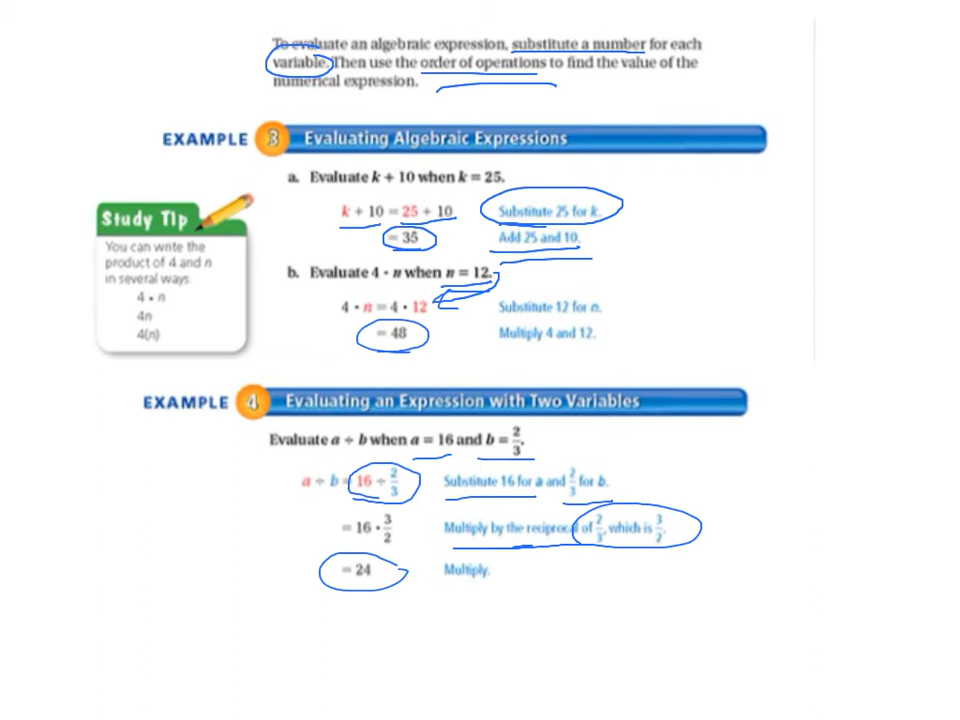 To evaluate an algebraic expression, substitute a number for each
variable. Then use the order of operations to find the value of the
numerical expression.
EXAMPLE 3 Evaluating Algebraic Expressions
a. Evaluate k + 10 when k = 25.
k + 10 = 25 + 10 Substitute 25 for k.
= 35 Add 25 and 10.
b. Evaluate 4 · n when n = 12.
4 · n = 4 · 12 Substitute 12 for n.
= 48 Multiply 4 and 12.
Study Tip
You can write the
product of 4 and n
in several ways
4 · n
4n
4(n)
EXAMPLE 4 Evaluating an Expression with Two Variables
Evaluate a ÷ b when a = 16 and b = 2/3.
a ÷ b = 16 ÷ 2/3 Substitute 16 for a and 2/3 for b.
= 16 · 3/2 Multiply by the reciprocal of 2/3, which is 3/2.
= 24 Multiply.